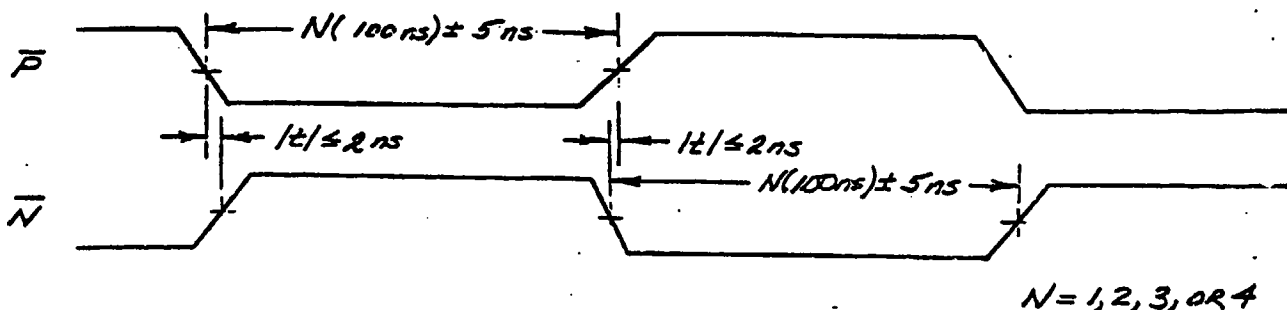 N(100ns) ± 5ns
P̅
|t| ≤ 2ns
|t| ≤ 2ns
N(100ns) ± 5ns
N̅
N = 1, 2, 3, OR 4